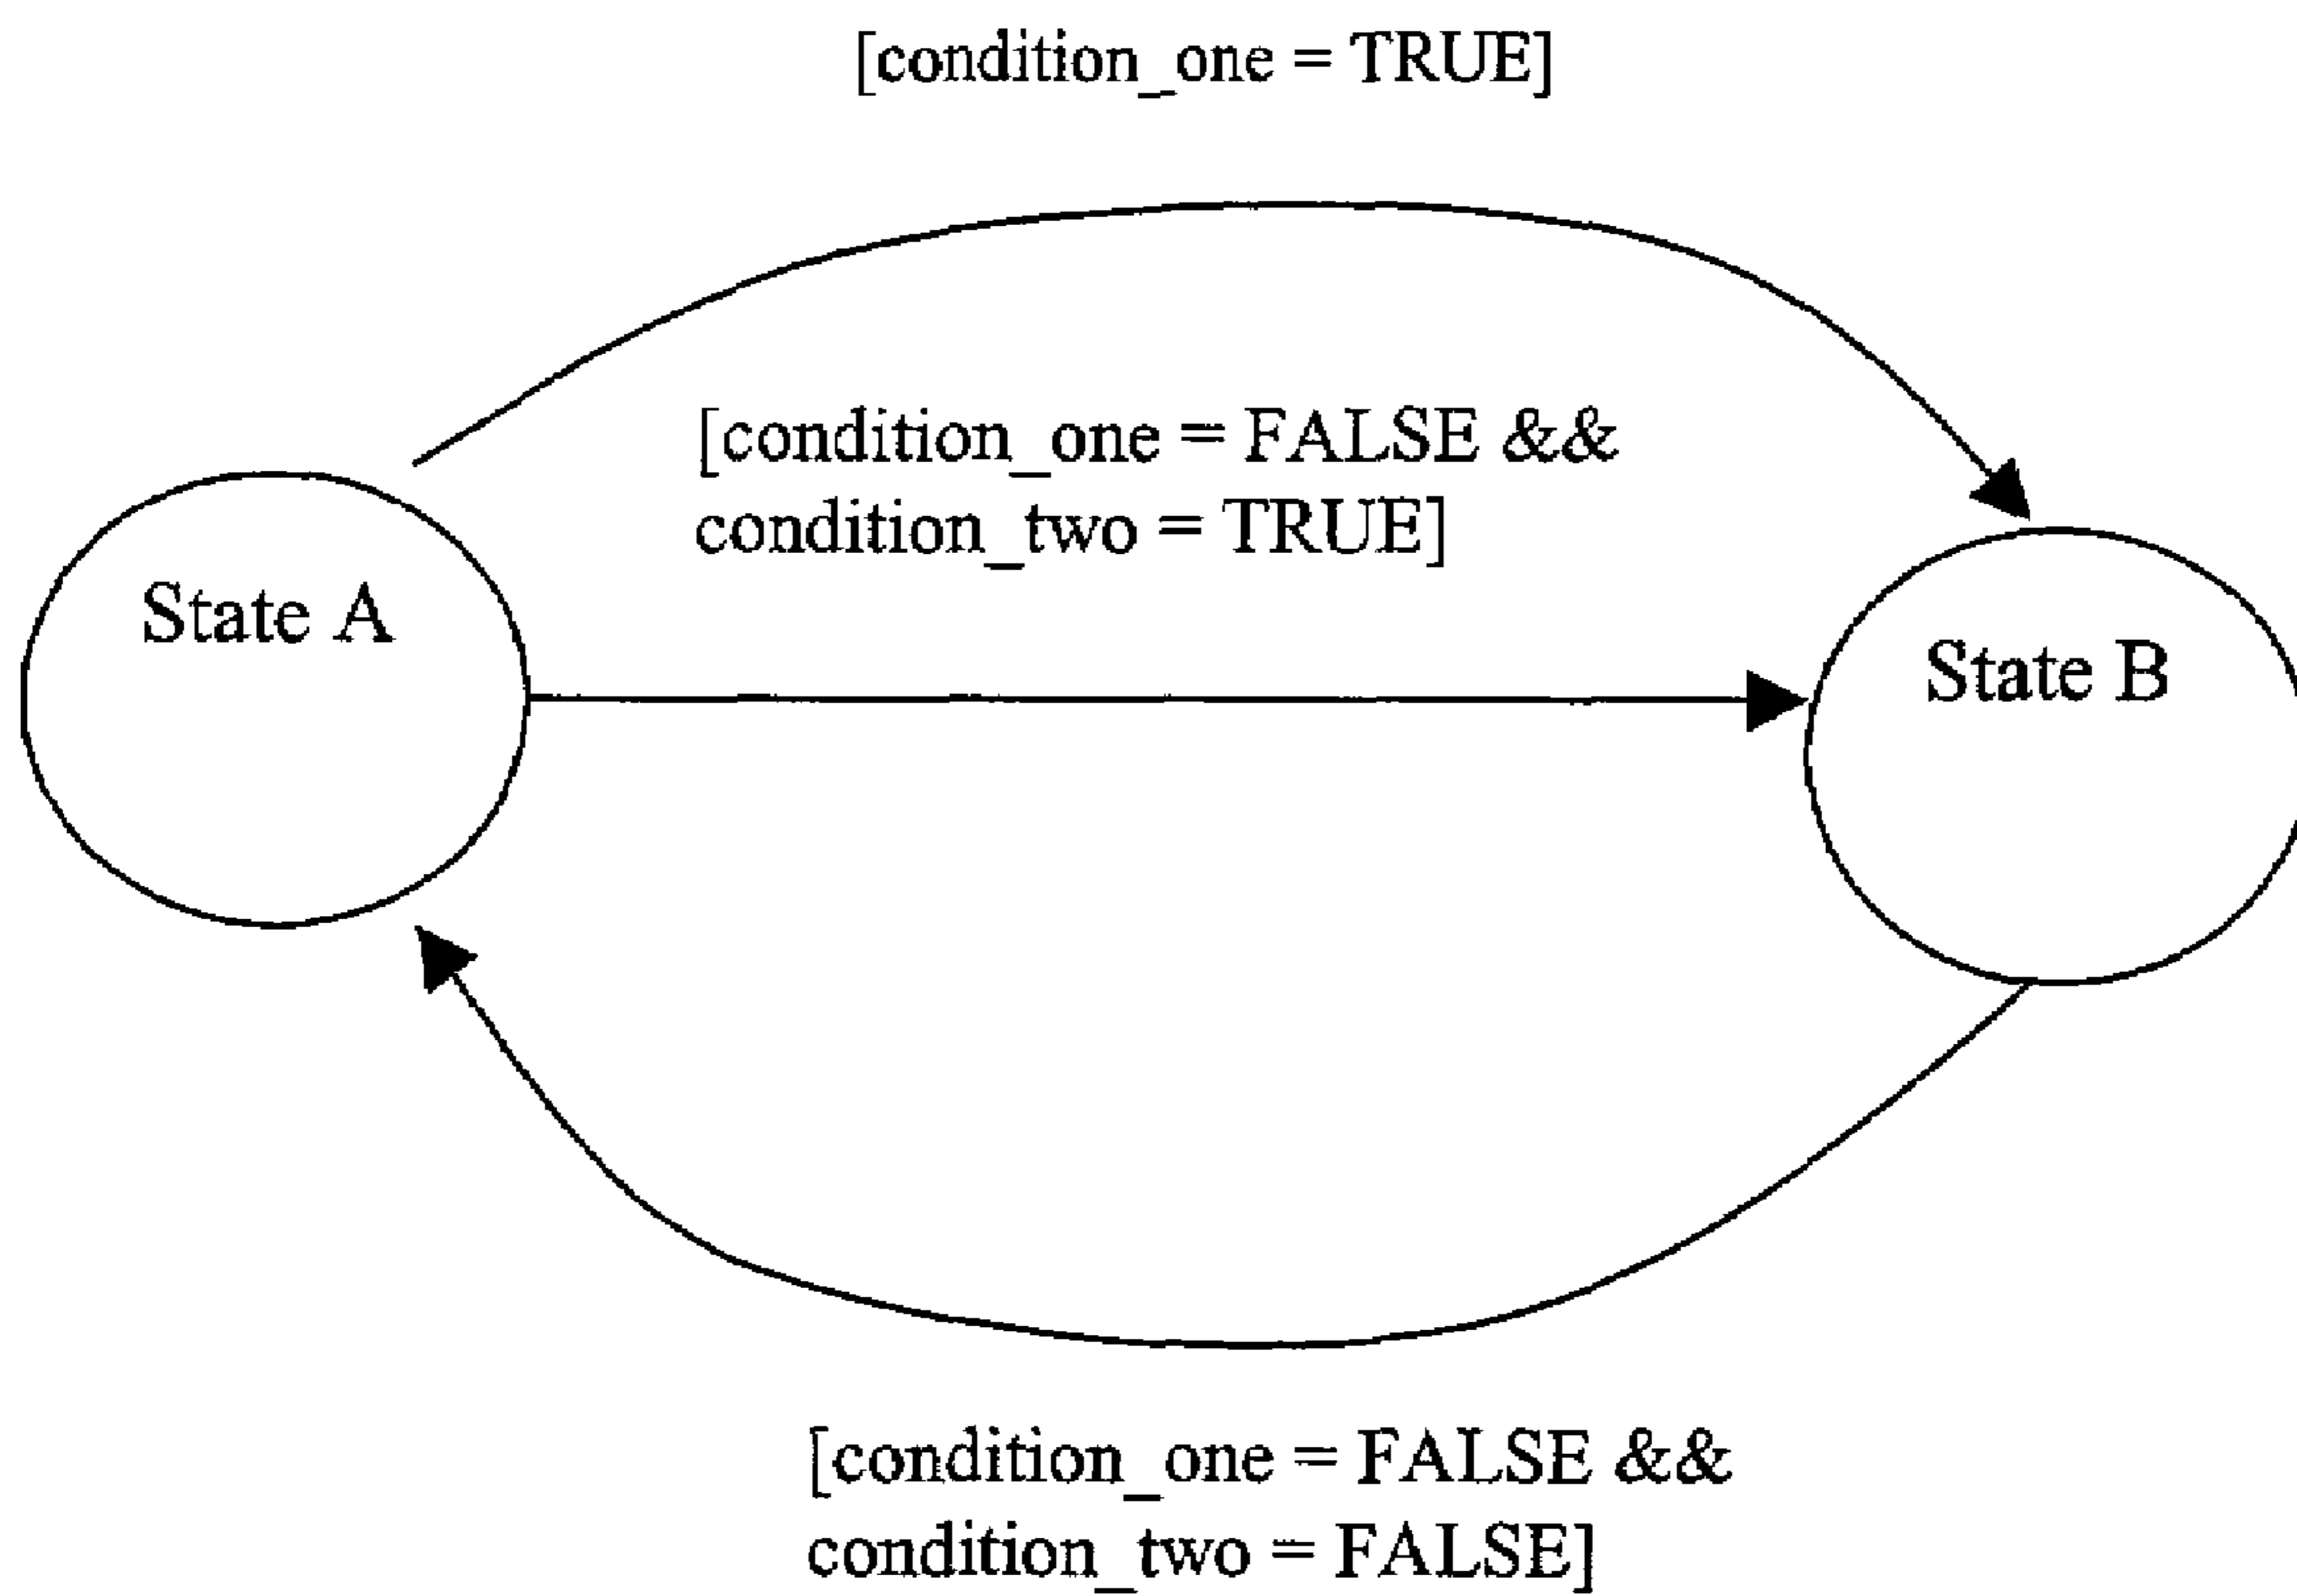 [condition_one = TRUE]
[condition_one = FALSE &&
condition_two = TRUE]
State A
State B
[condition_one = FALSE &&
condition_two = FALSE]